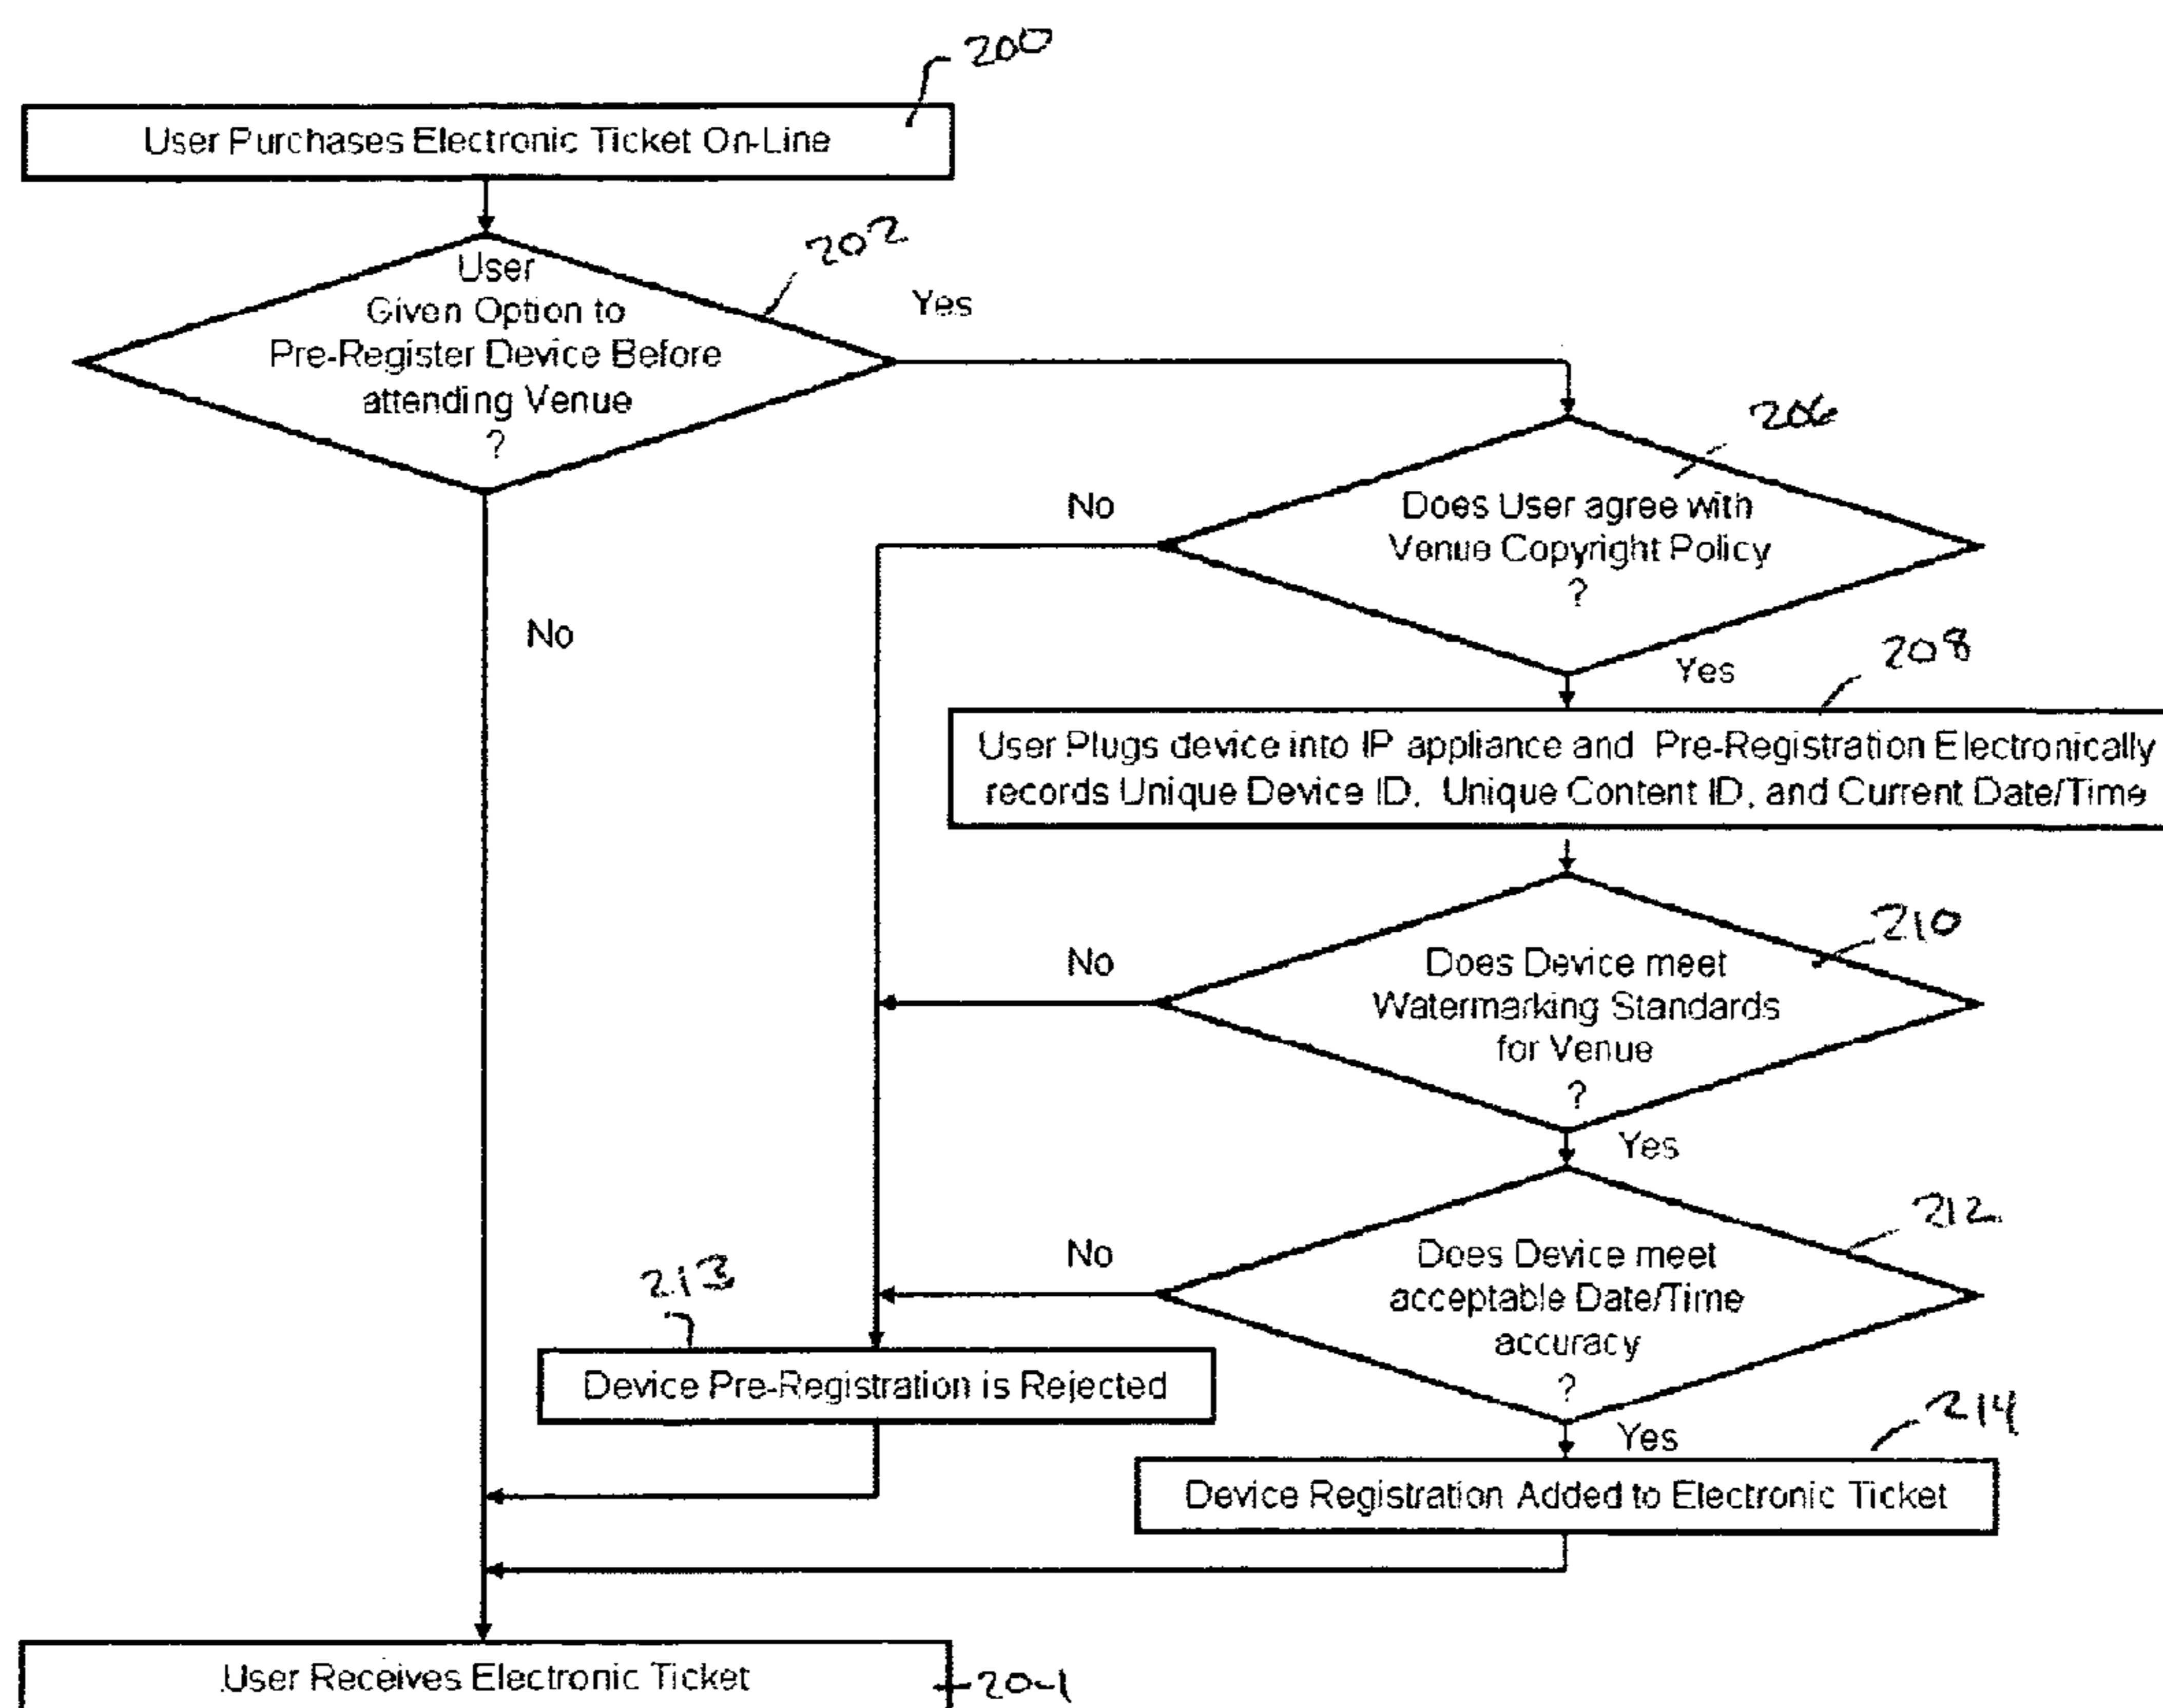 200
User Purchases Electronic Ticket On-Line
202
User
Given Option to
Pre-Register Device Before
attending Venue
?
Yes
No
206
Does User agree with
Venue Copyright Policy
?
No
Yes
208
User Plugs device into IP appliance and Pre-Registration Electronically
records Unique Device ID, Unique Content ID, and Current Date/Time
210
Does Device meet
Watermarking Standards
for Venue
?
No
Yes
212
Does Device meet
acceptable Date/Time
accuracy
?
No
Yes
213
Device Pre-Registration is Rejected
214
Device Registration Added to Electronic Ticket
User Receives Electronic Ticket